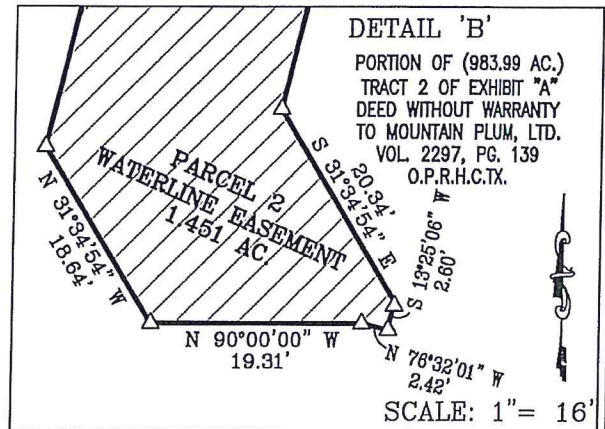 DETAIL 'B'
PORTION OF (983.99 AC.)
TRACT 2 OF EXHIBIT "A"
DEED WITHOUT WARRANTY
TO MOUNTAIN PLUM, LTD.
VOL. 2297, PG. 139
O.P.R.H.C.TX.
PARCEL 2
WATERLINE EASEMENT
1.451 AC.
20.34'
S 31°34'54" E
S 13°25'06" W
2.60'
N 31°34'54" W
18.64'
N 90°00'00" W
19.31'
N 76°32'01" W
2.42'
SCALE: 1"= 16'